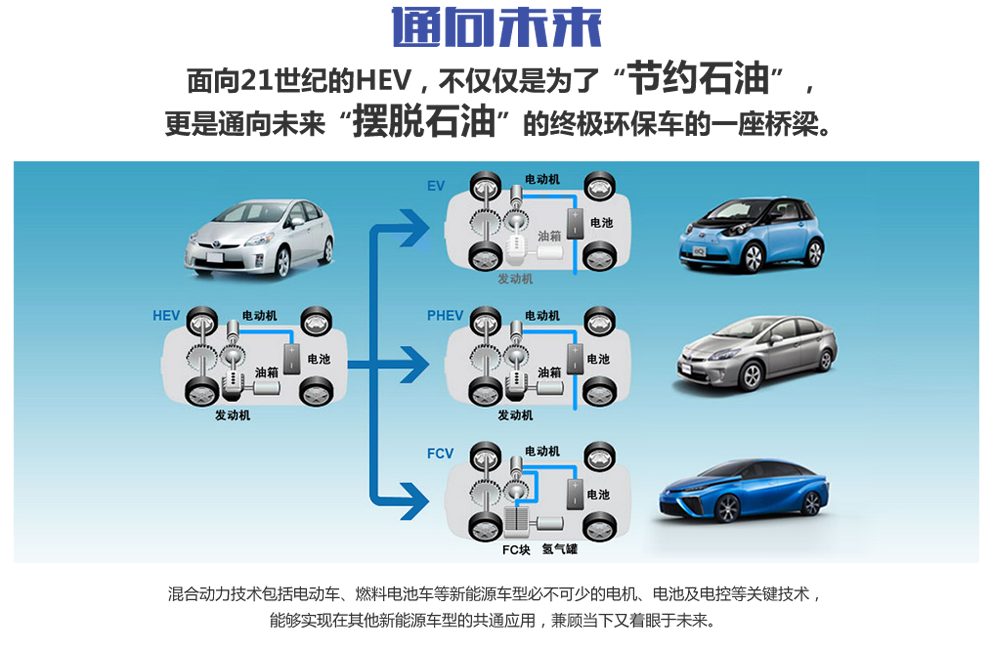 通向未来
面向21世纪的HEV，不仅仅是为了“节约石油”，
更是通向未来“摆脱石油”的终极环保车的一座桥梁。
EV
电动机
电池
油箱
发动机
HEV
电动机
电池
油箱
发动机
PHEV
电动机
电池
油箱
发动机
FCV
电动机
电池
FC块 氢气罐
混合动力技术包括电动车、燃料电池车等新能源车型必不可少的电机、电池及电控等关键技术，
能够实现在其他新能源车型的共通应用，兼顾当下又着眼于未来。